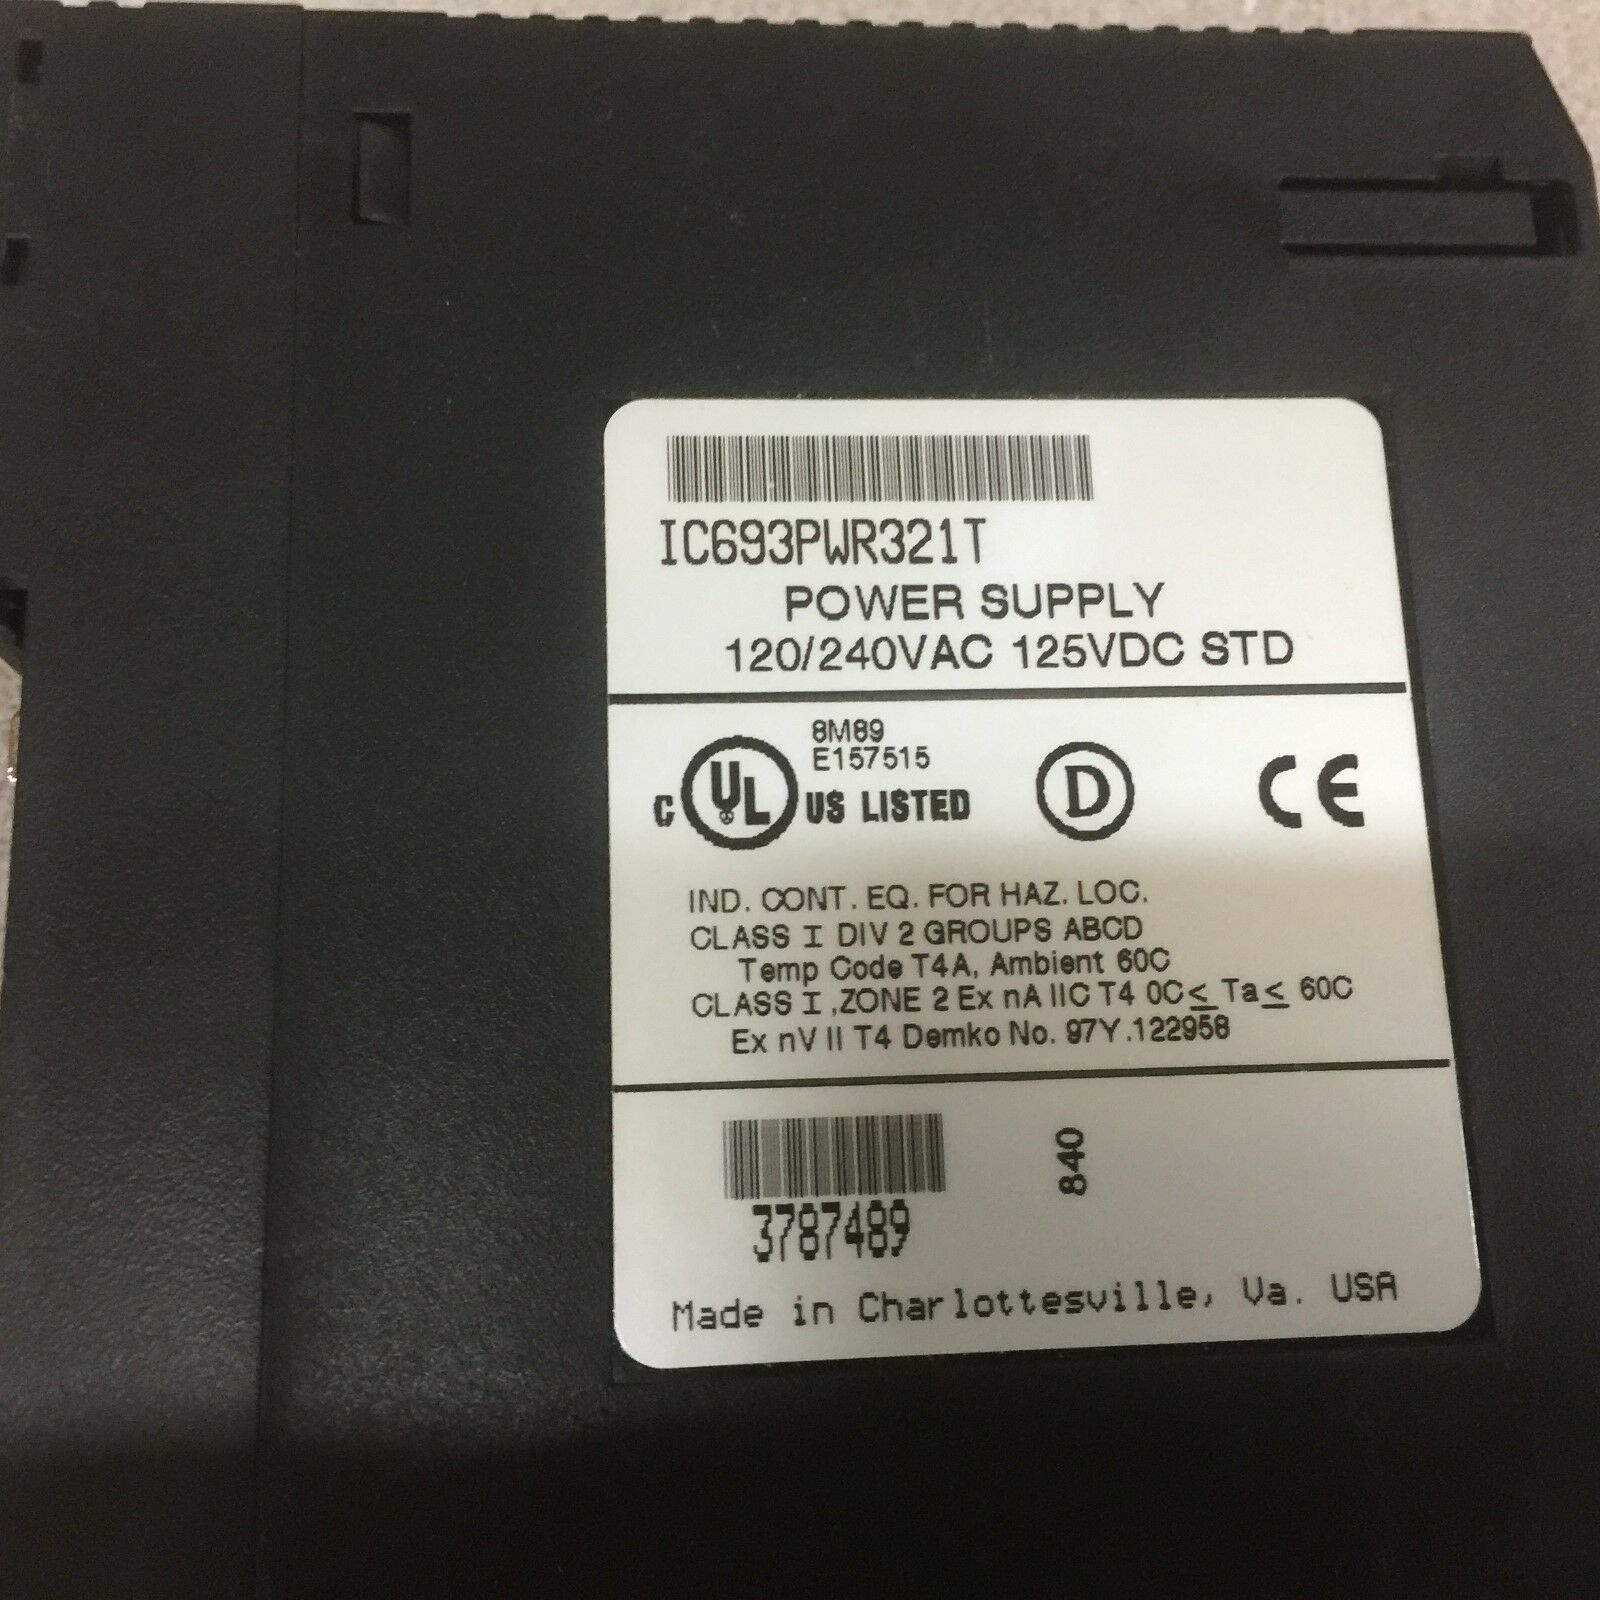 IC693PWR321T
POWER SUPPLY
120/240VAC 125VDC STD
8M89
E157515
C UL US LISTED
D
CE
IND. CONT. EQ. FOR HAZ. LOC.
CLASS I DIV 2 GROUPS ABCD
Temp Code T4A, Ambient 60C
CLASS I ,ZONE 2 Ex nA IIC T4 0C≤ Ta≤ 60C
Ex nV II T4 Demko No. 97Y.122958
840
3787489
Made in Charlottesville, Va. USA